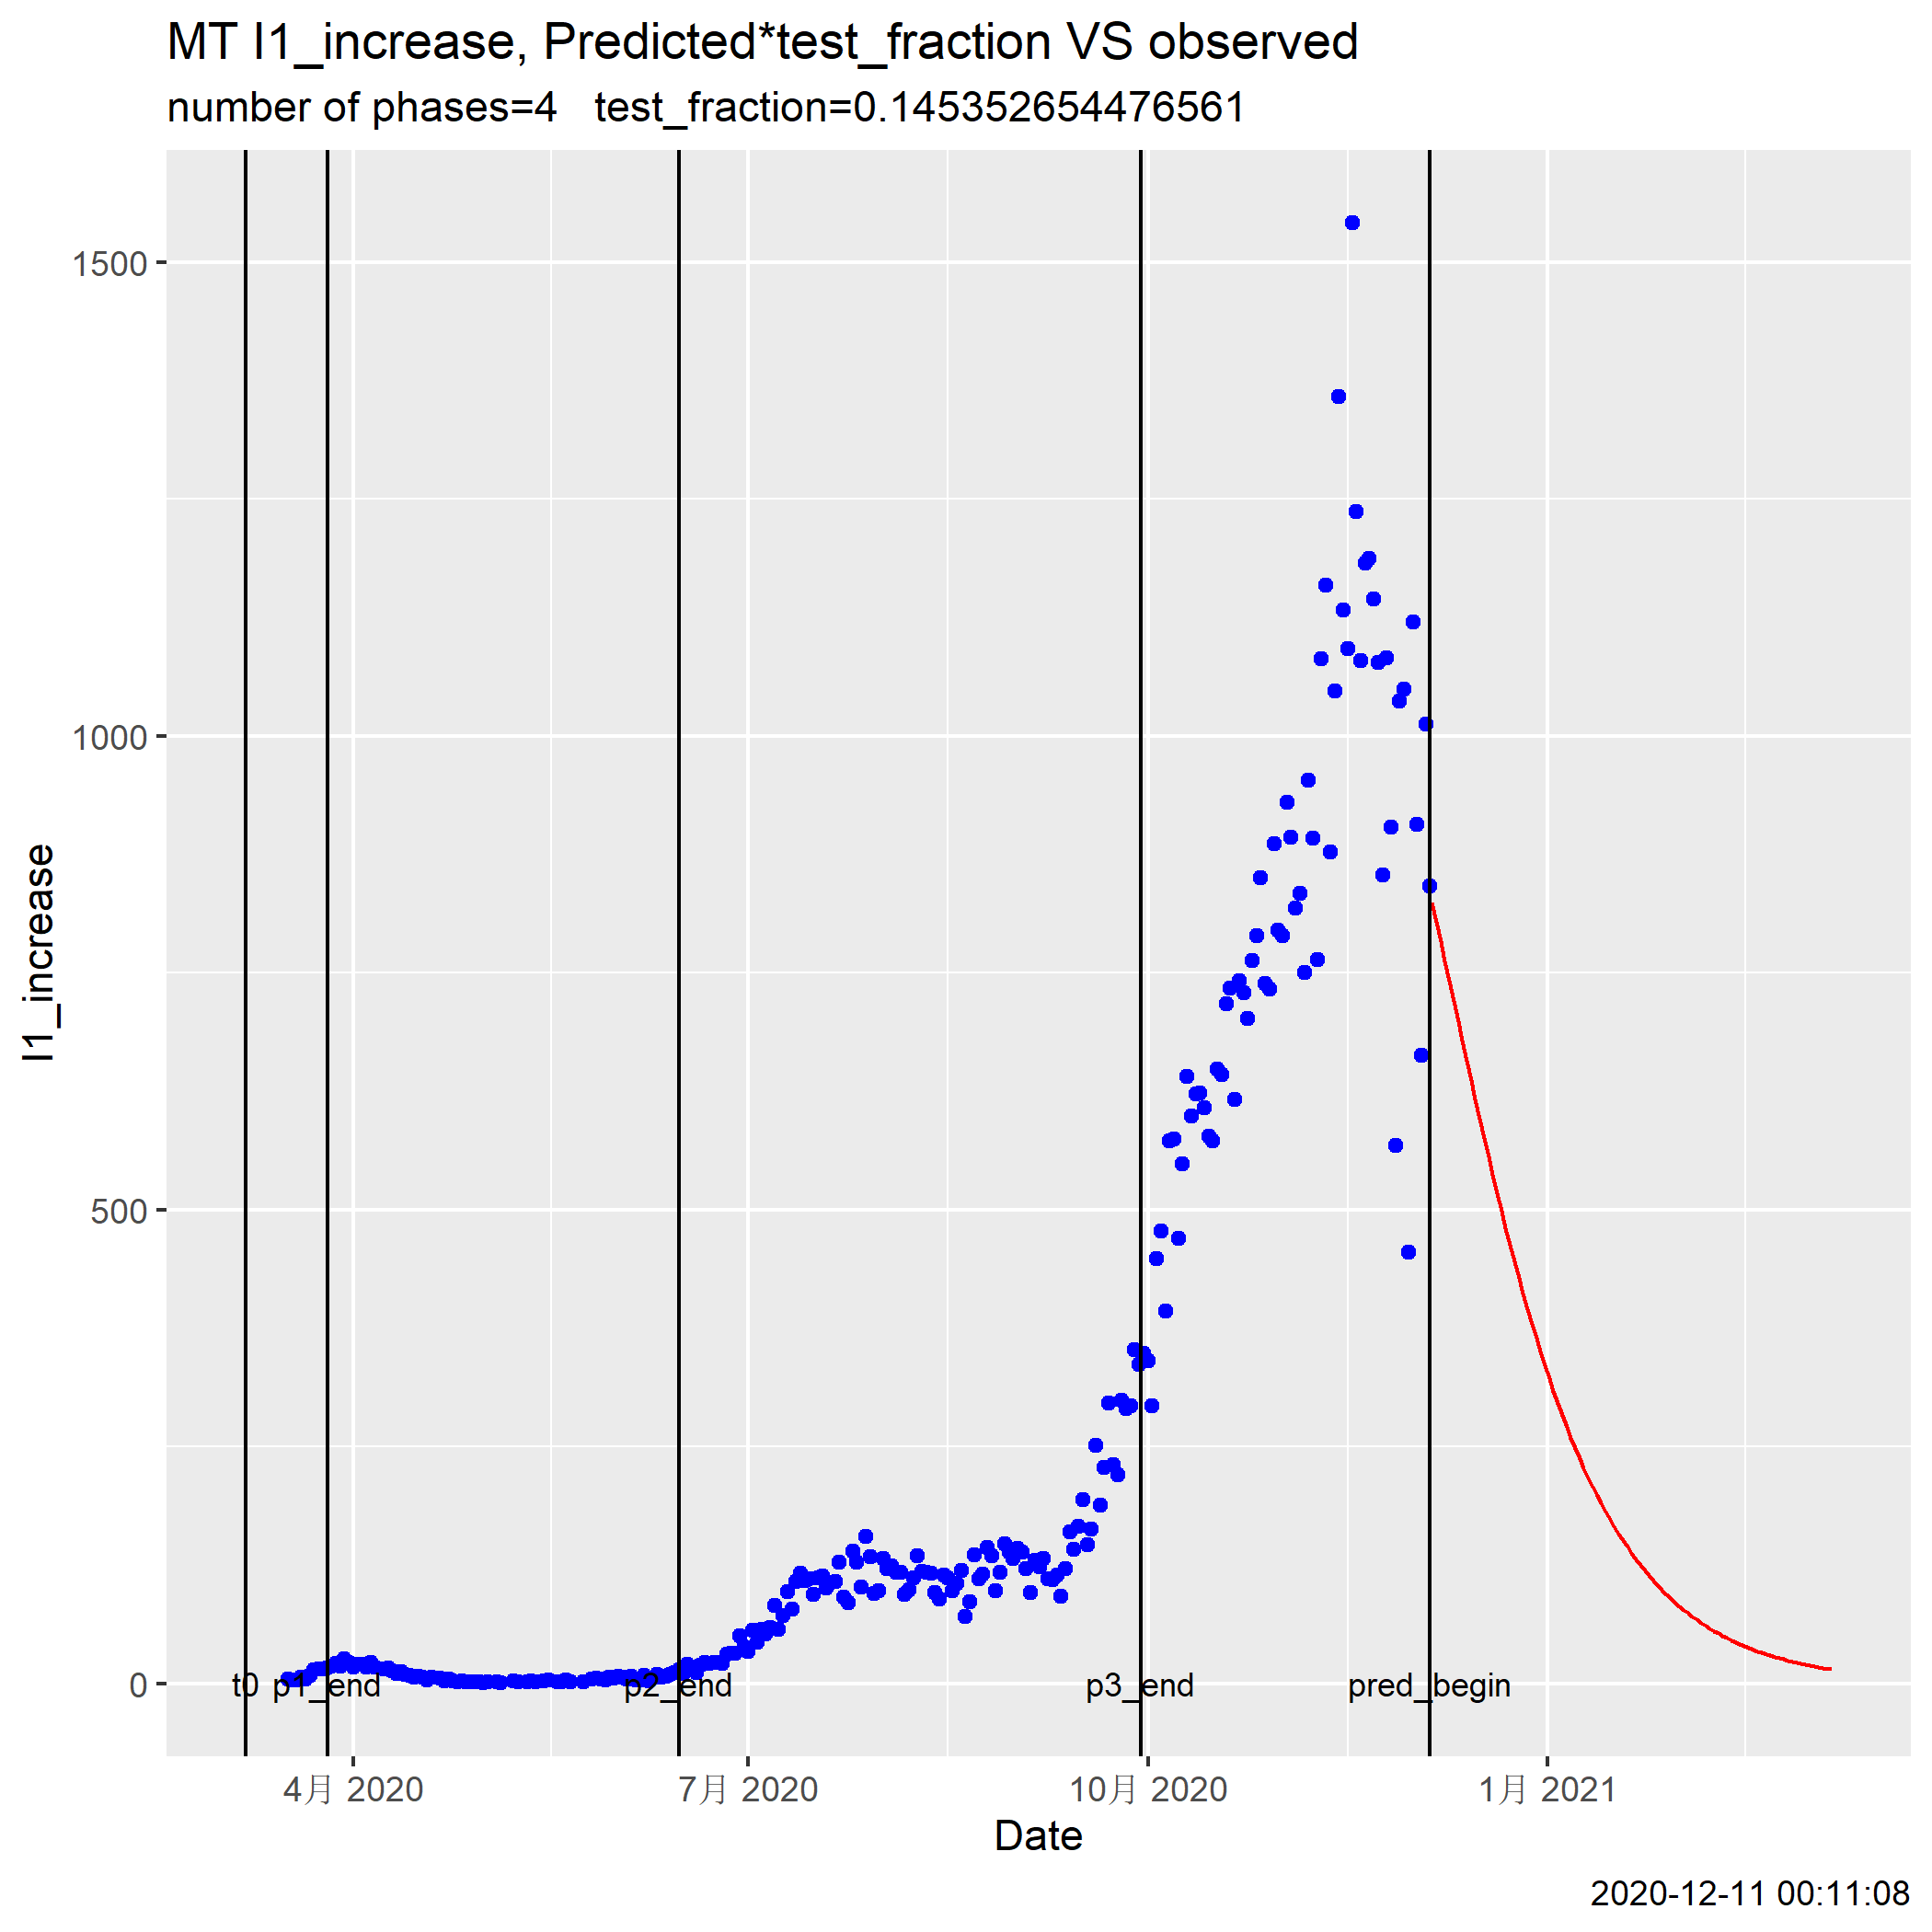 MT I1_increase, Predicted*test_fraction VS observed
number of phases=4   test_fraction=0.145352654476561
1500
1000
500
0
I1_increase
t0 p1_end p2_end p3_end pred_begin
4月 2020 7月 2020 10月 2020 1月 2021
Date
2020-12-11 00:11:08